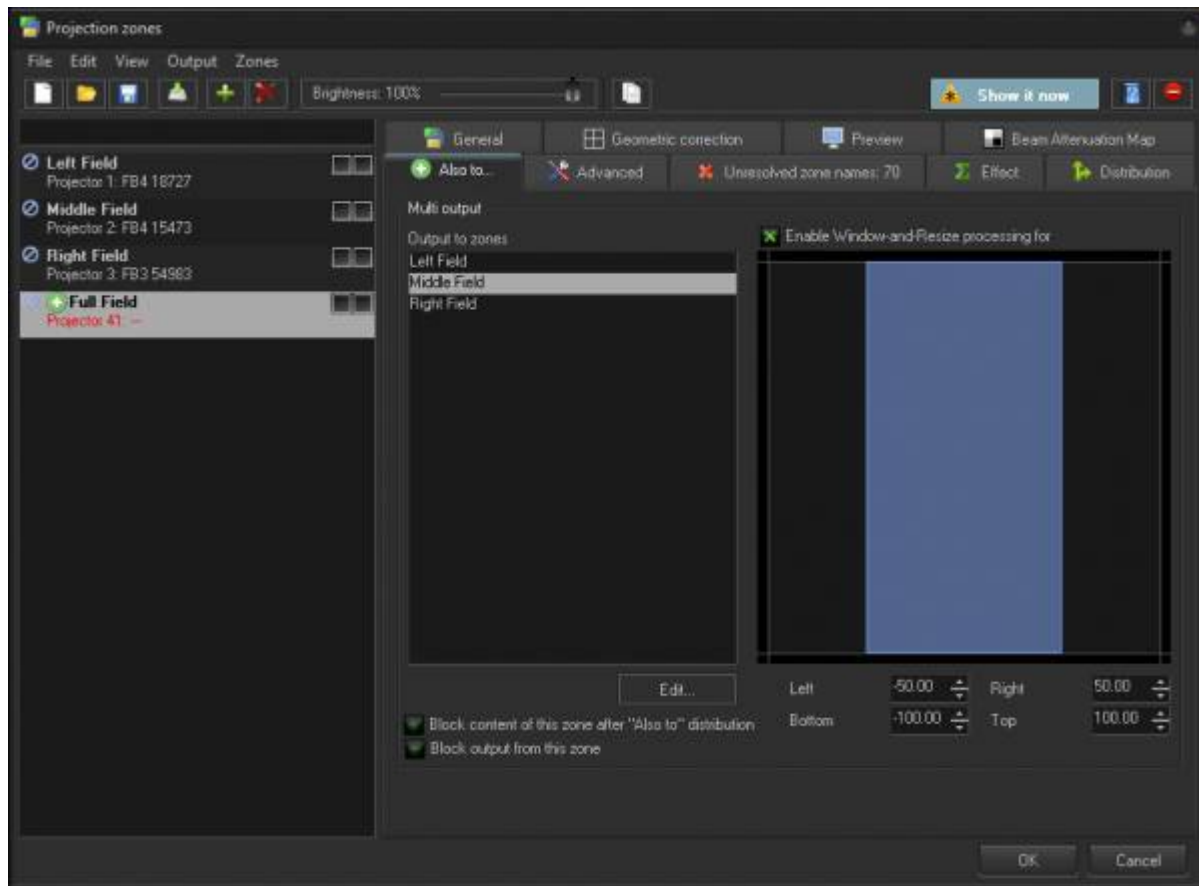 Projection zones
File Edit View Output Zones
Brightness: 100%
Show it now
General Geometric correction Preview Beam Attenuation Map
Also to... Advanced Unresolved zone names: 70 Effect Distribution
Left Field
Projector 1: FB4 18727
Middle Field
Projector 2: FB4 15473
Right Field
Projector 3: FB3 54983
Full Field
Projector 41: --
Multi output
Output to zones
Left Field
Middle Field
Right Field
Enable Window-and-Resize processing for
Edit...
Left -50.00 Right 50.00
Bottom -100.00 Top 100.00
Block content of this zone after "Also to" distribution
Block output from this zone
OK Cancel